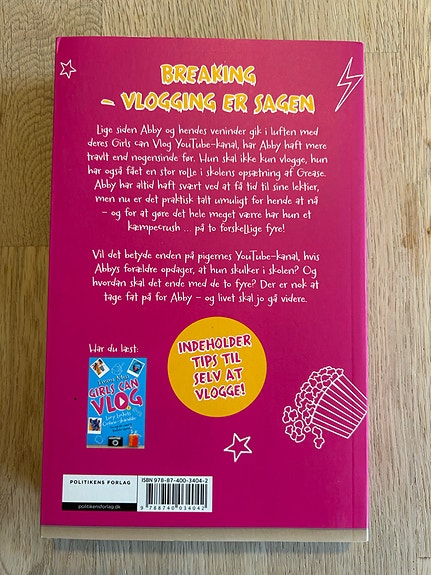 BREAKING
– VLOGGING ER SAGEN
Lige siden Abby og hendes veninder gik i luften med
deres Girls can Vlog YouTube-kanal, har Abby haft mere
travlt end nogensinde før. Hun skal ikke kun vlogge, hun
har også fået en stor rolle i skolens opsætning af Grease.
Abby har altid haft svært ved at få tid til sine lektier,
men nu er det praktisk talt umuligt for hende at nå
– og for at gøre det hele meget værre har hun et
kæmpecrush ... på to forskellige fyre!
Vil det betyde enden på pigernes YouTube-kanal, hvis
Abbys forældre opdager, at hun skulker i skolen? Og
hvordan skal det ende med de to fyre? Der er nok at
tage fat på for Abby – og livet skal jo gå videre.
Har du læst:
GIRLS CAN
VLOG
INDEHOLDER
TIPS TIL
SELV AT
VLOGGE!
POLITIKENS FORLAG
politikensforlag.dk
ISBN 978-87-400-3404-2
9 788740 034042